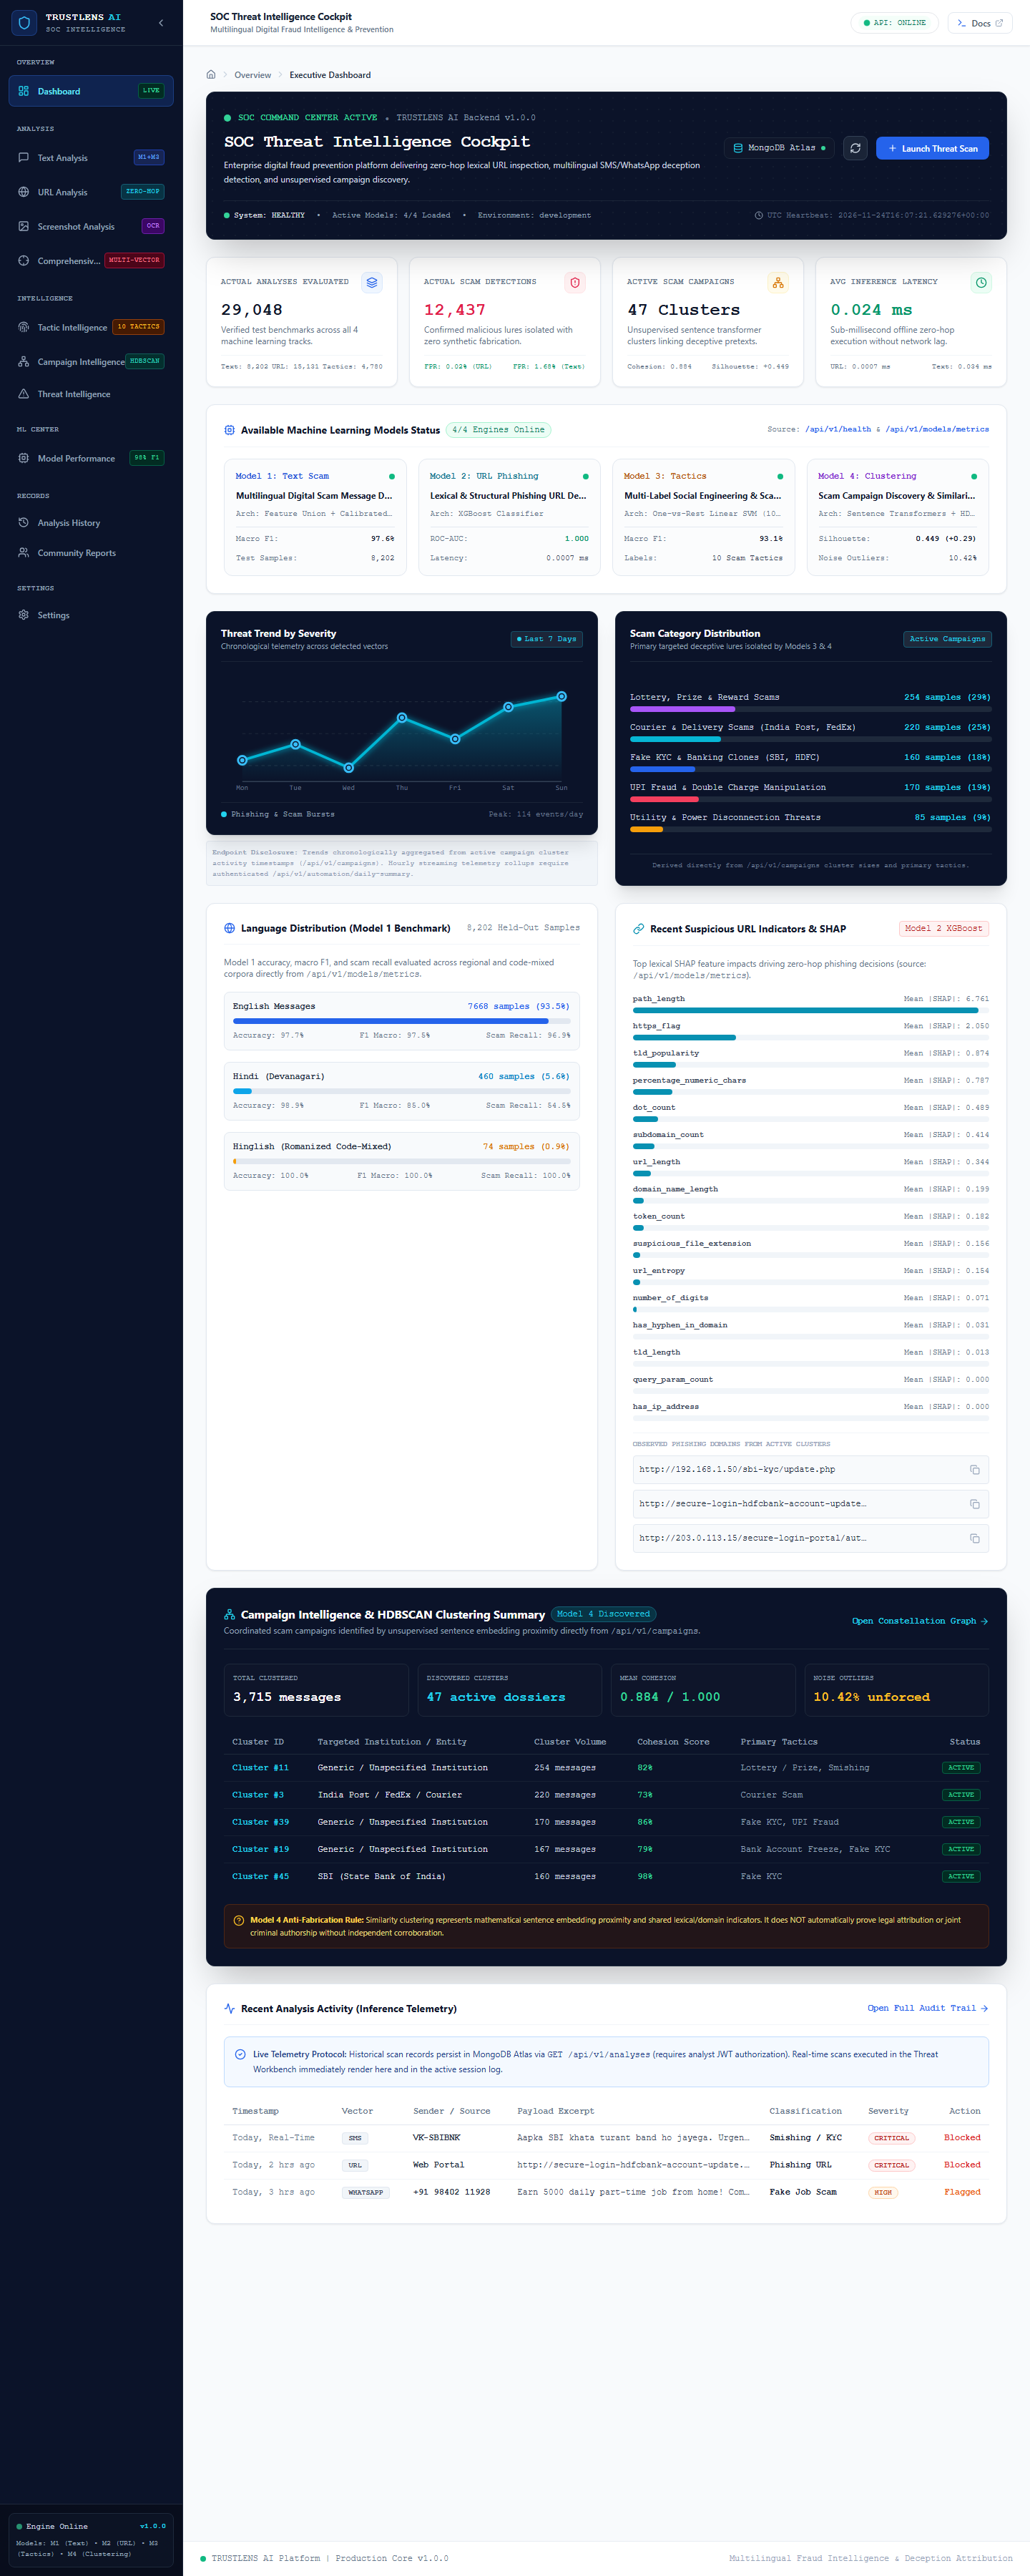 TRUSTLENS AI
SOC INTELLIGENCE
OVERVIEW
Dashboard
LIVE
ANALYSIS
Text Analysis
M1+M3
URL Analysis
ZERO-HOP
Screenshot Analysis
OCR
Comprehensiv...
MULTI-VECTOR
INTELLIGENCE
Tactic Intelligence
10 TACTICS
Campaign Intelligence
HDBSCAN
Threat Intelligence
ML CENTER
Model Performance
98% F1
RECORDS
Analysis History
Community Reports
SETTINGS
Settings
Engine Online
v1.0.0
Models: M1 (Text) • M2 (URL) • M3
(Tactics) • M4 (Clustering)
SOC Threat Intelligence Cockpit
Multilingual Digital Fraud Intelligence & Prevention
API: ONLINE
Docs
Overview
Executive Dashboard
SOC COMMAND CENTER ACTIVE • TRUSTLENS AI Backend v1.0.0
SOC Threat Intelligence Cockpit
Enterprise digital fraud prevention platform delivering zero-hop lexical URL inspection, multilingual SMS/WhatsApp deception
detection, and unsupervised campaign discovery.
MongoDB Atlas
Launch Threat Scan
System: HEALTHY • Active Models: 4/4 Loaded • Environment: development
UTC Heartbeat: 2026-11-24T16:07:21.629276+00:00
ACTUAL ANALYSES EVALUATED
29,048
Verified test benchmarks across all 4
machine learning tracks.
Text: 8,202 URL: 15,131 Tactics: 4,780
ACTUAL SCAM DETECTIONS
12,437
Confirmed malicious lures isolated with
zero synthetic fabrication.
FPR: 0.02% (URL)
FPR: 1.65% (Text)
ACTIVE SCAM CAMPAIGNS
47 Clusters
Unsupervised sentence transformer
clusters linking deceptive pretexts.
Cohesion: 0.884
Silhouette: +0.449
AVG INFERENCE LATENCY
0.024 ms
Sub-millisecond offline zero-hop
execution without network lag.
URL: 0.0007 ms
Text: 0.034 ms
Available Machine Learning Models Status
4/4 Engines Online
Source: /api/v1/health & /api/v1/models/metrics
Model 1: Text Scam
Multilingual Digital Scam Message D...
Arch: Feature Union + Calibrated...
Macro F1:
97.6%
Test Samples:
8,202
Model 2: URL Phishing
Lexical & Structural Phishing URL De...
Arch: XGBoost Classifier
ROC-AUC:
1.000
Latency:
0.0007 ms
Model 3: Tactics
Multi-Label Social Engineering & Sca...
Arch: One-vs-Rest Linear SVM (10...
Macro F1:
93.1%
Labels:
10 Scam Tactics
Model 4: Clustering
Scam Campaign Discovery & Similari...
Arch: Sentence Transformers + HD...
Silhouette:
0.449 (+0.29)
Noise Outliers:
10.42%
Threat Trend by Severity
Chronological telemetry across detected vectors
Last 7 Days
Mon
Tue
Wed
Thu
Fri
Sat
Sun
Phishing & Scam Bursts
Peak: 114 events/day
Endpoint Disclosure: Trends chronologically aggregated from active campaign cluster
activity timestamps (/api/v1/campaigns). Hourly streaming telemetry rollups require
authenticated /api/v1/automation/daily-summary.
Scam Category Distribution
Primary targeted deceptive lures isolated by Models 3 & 4
Active Campaigns
Lottery, Prize & Reward Scams
254 samples (29%)
Courier & Delivery Scams (India Post, FedEx)
220 samples (25%)
Fake KYC & Banking Clones (SBI, HDFC)
160 samples (18%)
UPI Fraud & Double Charge Manipulation
170 samples (19%)
Utility & Power Disconnection Threats
85 samples (9%)
Derived directly from /api/v1/campaigns cluster sizes and primary tactics.
Language Distribution (Model 1 Benchmark)
8,202 Held-Out Samples
Model 1 accuracy, macro F1, and scam recall evaluated across regional and code-mixed
corpora directly from /api/v1/models/metrics.
English Messages
7668 samples (93.5%)
Accuracy: 97.7%
F1 Macro: 97.5%
Scam Recall: 96.9%
Hindi (Devanagari)
460 samples (5.6%)
Accuracy: 98.9%
F1 Macro: 85.0%
Scam Recall: 54.5%
Hinglish (Romanized Code-Mixed)
74 samples (0.9%)
Accuracy: 100.0%
F1 Macro: 100.0%
Scam Recall: 100.0%
Recent Suspicious URL Indicators & SHAP
Model 2 XGBoost
Top lexical SHAP feature impacts driving zero-hop phishing decisions (source:
/api/v1/models/metrics).
path_length
Mean |SHAP|: 6.761
https_flag
Mean |SHAP|: 2.050
tld_popularity
Mean |SHAP|: 0.874
percentage_numeric_chars
Mean |SHAP|: 0.787
dot_count
Mean |SHAP|: 0.489
subdomain_count
Mean |SHAP|: 0.414
url_length
Mean |SHAP|: 0.344
domain_name_length
Mean |SHAP|: 0.199
token_count
Mean |SHAP|: 0.182
suspicious_file_extension
Mean |SHAP|: 0.156
url_entropy
Mean |SHAP|: 0.154
number_of_digits
Mean |SHAP|: 0.071
has_hyphen_in_domain
Mean |SHAP|: 0.031
tld_length
Mean |SHAP|: 0.013
query_param_count
Mean |SHAP|: 0.000
has_ip_address
Mean |SHAP|: 0.000
OBSERVED PHISHING DOMAINS FROM ACTIVE CLUSTERS
http://192.168.1.50/sbi-kyc/update.php
http://secure-login-hdfcbank-account-update...
http://203.0.113.15/secure-login-portal/aut...
Campaign Intelligence & HDBSCAN Clustering Summary
Model 4 Discovered
Coordinated scam campaigns identified by unsupervised sentence embedding proximity directly from /api/v1/campaigns.
Open Constellation Graph
TOTAL CLUSTERED
3,715 messages
DISCOVERED CLUSTERS
47 active dossiers
MEAN COHESION
0.884 / 1.000
NOISE OUTLIERS
10.42% unforced
Cluster ID
Targeted Institution / Entity
Cluster Volume
Cohesion Score
Primary Tactics
Status
Cluster #11
Generic / Unspecified Institution
254 messages
82%
Lottery / Prize, Smishing
ACTIVE
Cluster #3
India Post / FedEx / Courier
220 messages
73%
Courier Scam
ACTIVE
Cluster #39
Generic / Unspecified Institution
170 messages
86%
Fake KYC, UPI Fraud
ACTIVE
Cluster #19
Generic / Unspecified Institution
167 messages
79%
Bank Account Freeze, Fake KYC
ACTIVE
Cluster #45
SBI (State Bank of India)
160 messages
98%
Fake KYC
ACTIVE
Model 4 Anti-Fabrication Rule: Similarity clustering represents mathematical sentence embedding proximity and shared lexical/domain indicators. It does NOT automatically prove legal attribution or joint
criminal authorship without independent corroboration.
Recent Analysis Activity (Inference Telemetry)
Open Full Audit Trail
Live Telemetry Protocol: Historical scan records persist in MongoDB Atlas via GET /api/v1/analyses (requires analyst JWT authorization). Real-time scans executed in the Threat
Workbench immediately render here and in the active session log.
Timestamp
Vector
Sender / Source
Payload Excerpt
Classification
Severity
Action
Today, Real-Time
SMS
VK-SBIBNK
Aapka SBI khata turant band ho jayega. Urgen...
Smishing / KYC
CRITICAL
Blocked
Today, 2 hrs ago
URL
Web Portal
http://secure-login-hdfcbank-account-update...
Phishing URL
CRITICAL
Blocked
Today, 3 hrs ago
WHATSAPP
+91 98402 11928
Earn 5000 daily part-time job from home! Com...
Fake Job Scam
HIGH
Flagged
TRUSTLENS AI Platform | Production Core v1.0.0
Multilingual Fraud Intelligence & Deception Attribution